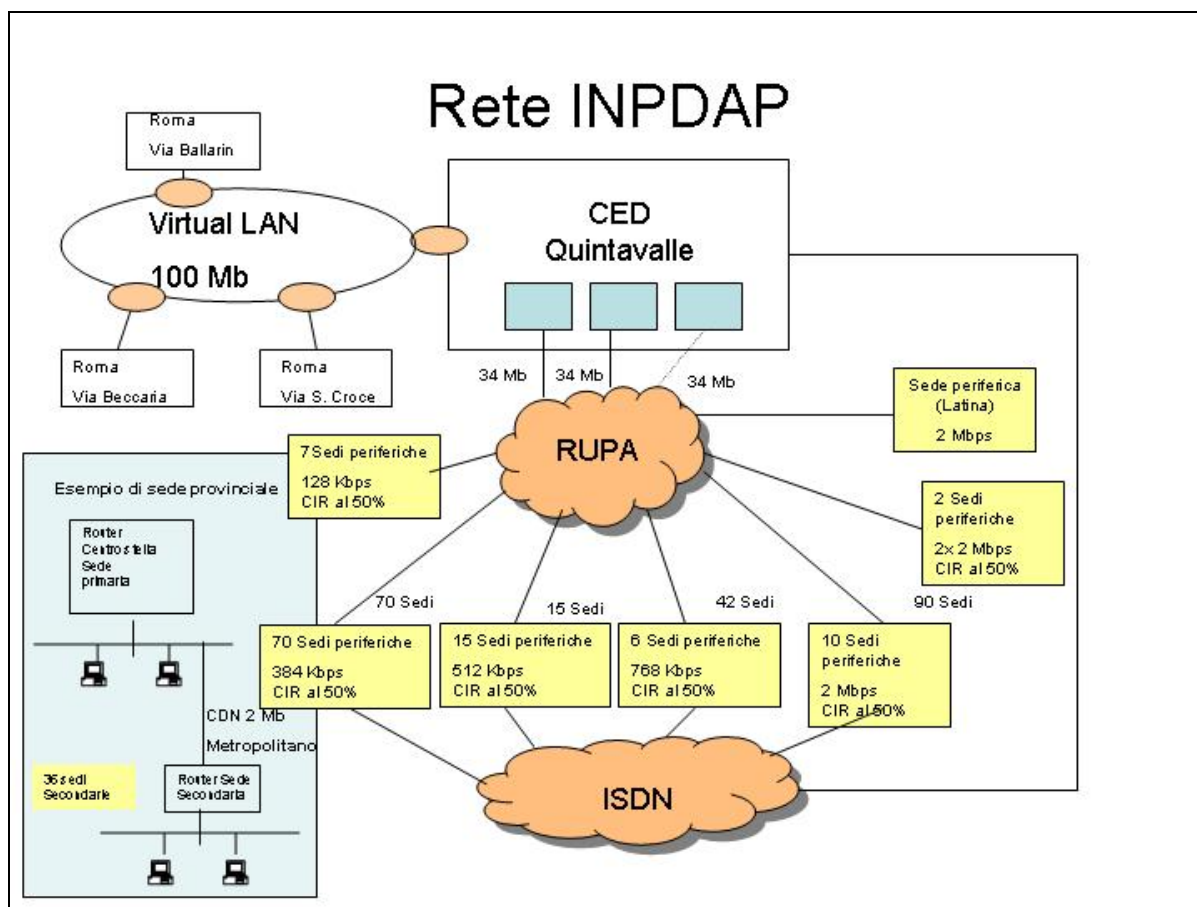 Rete INPDAP
Roma
Via Ballarin
Virtual LAN
100 Mb
CED
Quintavalle
Roma
Via Beccaria
Roma
Via S. Croce
34 Mb
34 Mb
34 Mb
Sede periferica
(Latina)
2 Mbps
RUPA
7 Sedi periferiche
128 Kbps
CIR al 50%
2 Sedi
periferiche
2x 2 Mbps
CIR al 50%
Esempio di sede provinciale
Router
Centro stella
Sede
primaria
70 Sedi
15 Sedi
42 Sedi
90 Sedi
70 Sedi periferiche
384 Kbps
CIR al 50%
15 Sedi periferiche
512 Kbps
CIR al 50%
6 Sedi periferiche
768 Kbps
CIR al 50%
10 Sedi
periferiche
2 Mbps
CIR al 50%
CDN 2 Mb
Metropolitano
36 sedi
Secondarie
Router Sede
Secondaria
ISDN